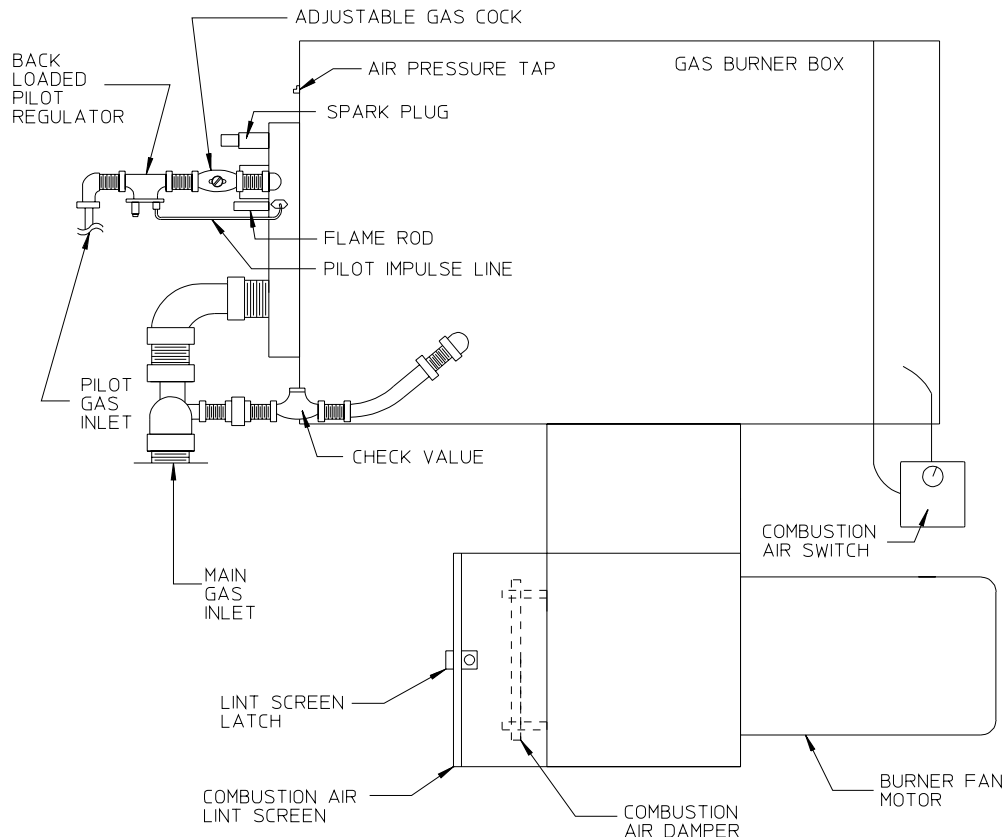 ADJUSTABLE GAS COCK
BACK
LOADED
PILOT
REGULATOR
AIR PRESSURE TAP
GAS BURNER BOX
SPARK PLUG
FLAME ROD
PILOT IMPULSE LINE
PILOT
GAS
INLET
CHECK VALUE
COMBUSTION
AIR SWITCH
MAIN
GAS
INLET
LINT SCREEN
LATCH
COMBUSTION AIR
LINT SCREEN
COMBUSTION
AIR DAMPER
BURNER FAN
MOTOR